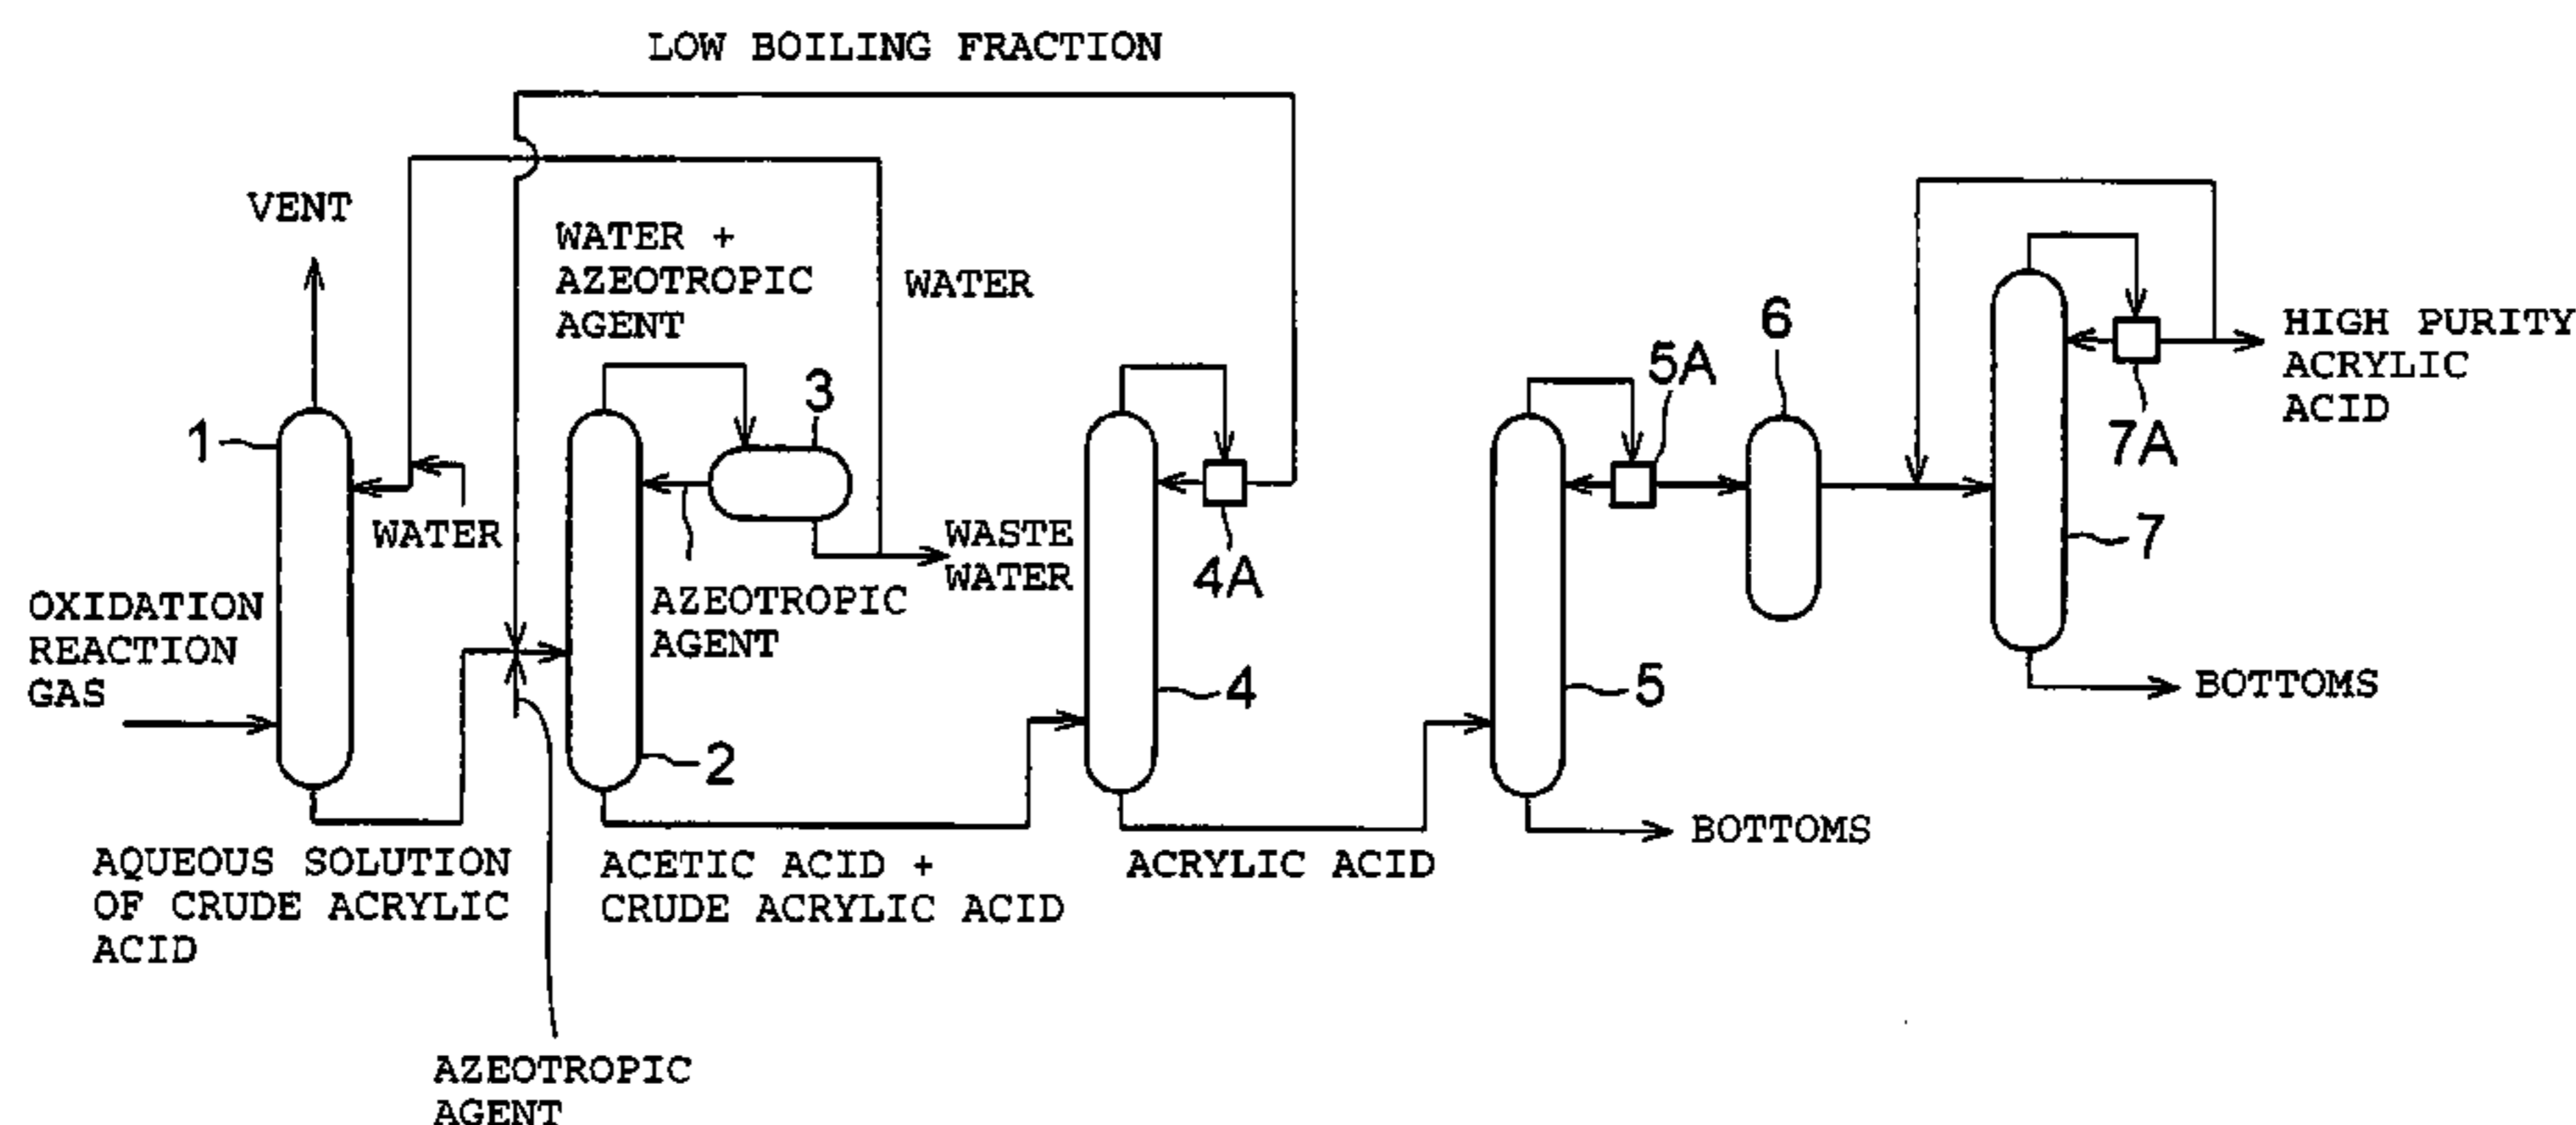 LOW BOILING FRACTION
VENT
WATER +
AZEOTROPIC
AGENT
WATER
1
WATER
3
WASTE
WATER
4A
5A
6
HIGH PURITY
ACRYLIC
ACID
7A
7
BOTTOMS
OXIDATION
REACTION
GAS
AZEOTROPIC
AGENT
2
4
5
BOTTOMS
AQUEOUS SOLUTION
OF CRUDE ACRYLIC
ACID
ACETIC ACID +
CRUDE ACRYLIC ACID
ACRYLIC ACID
AZEOTROPIC
AGENT